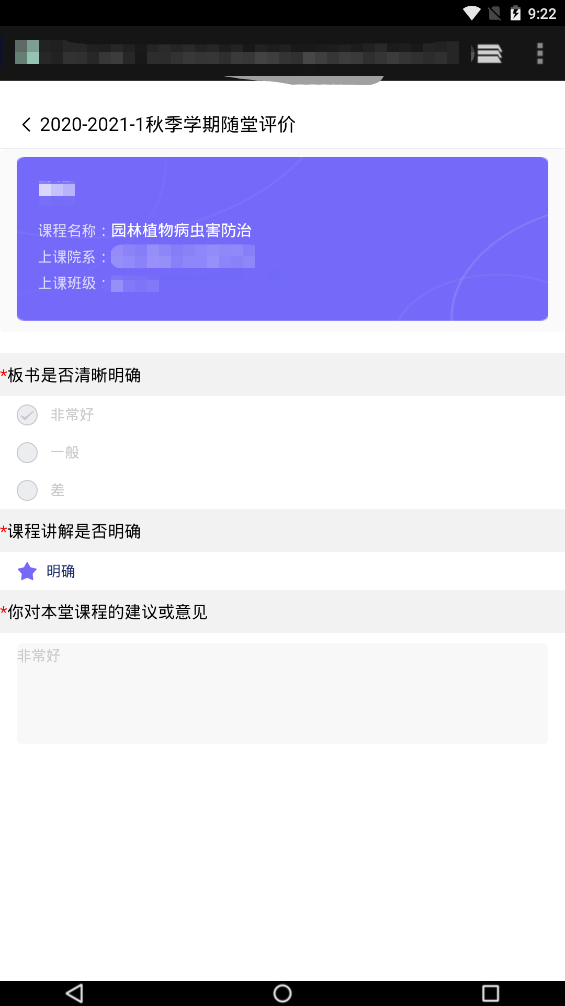 9:22
2020-2021-1秋季学期随堂评价
课程名称：园林植物病虫害防治
上课院系：
上课班级：
*板书是否清晰明确
非常好
一般
差
*课程讲解是否明确
明确
*你对本堂课程的建议或意见
非常好